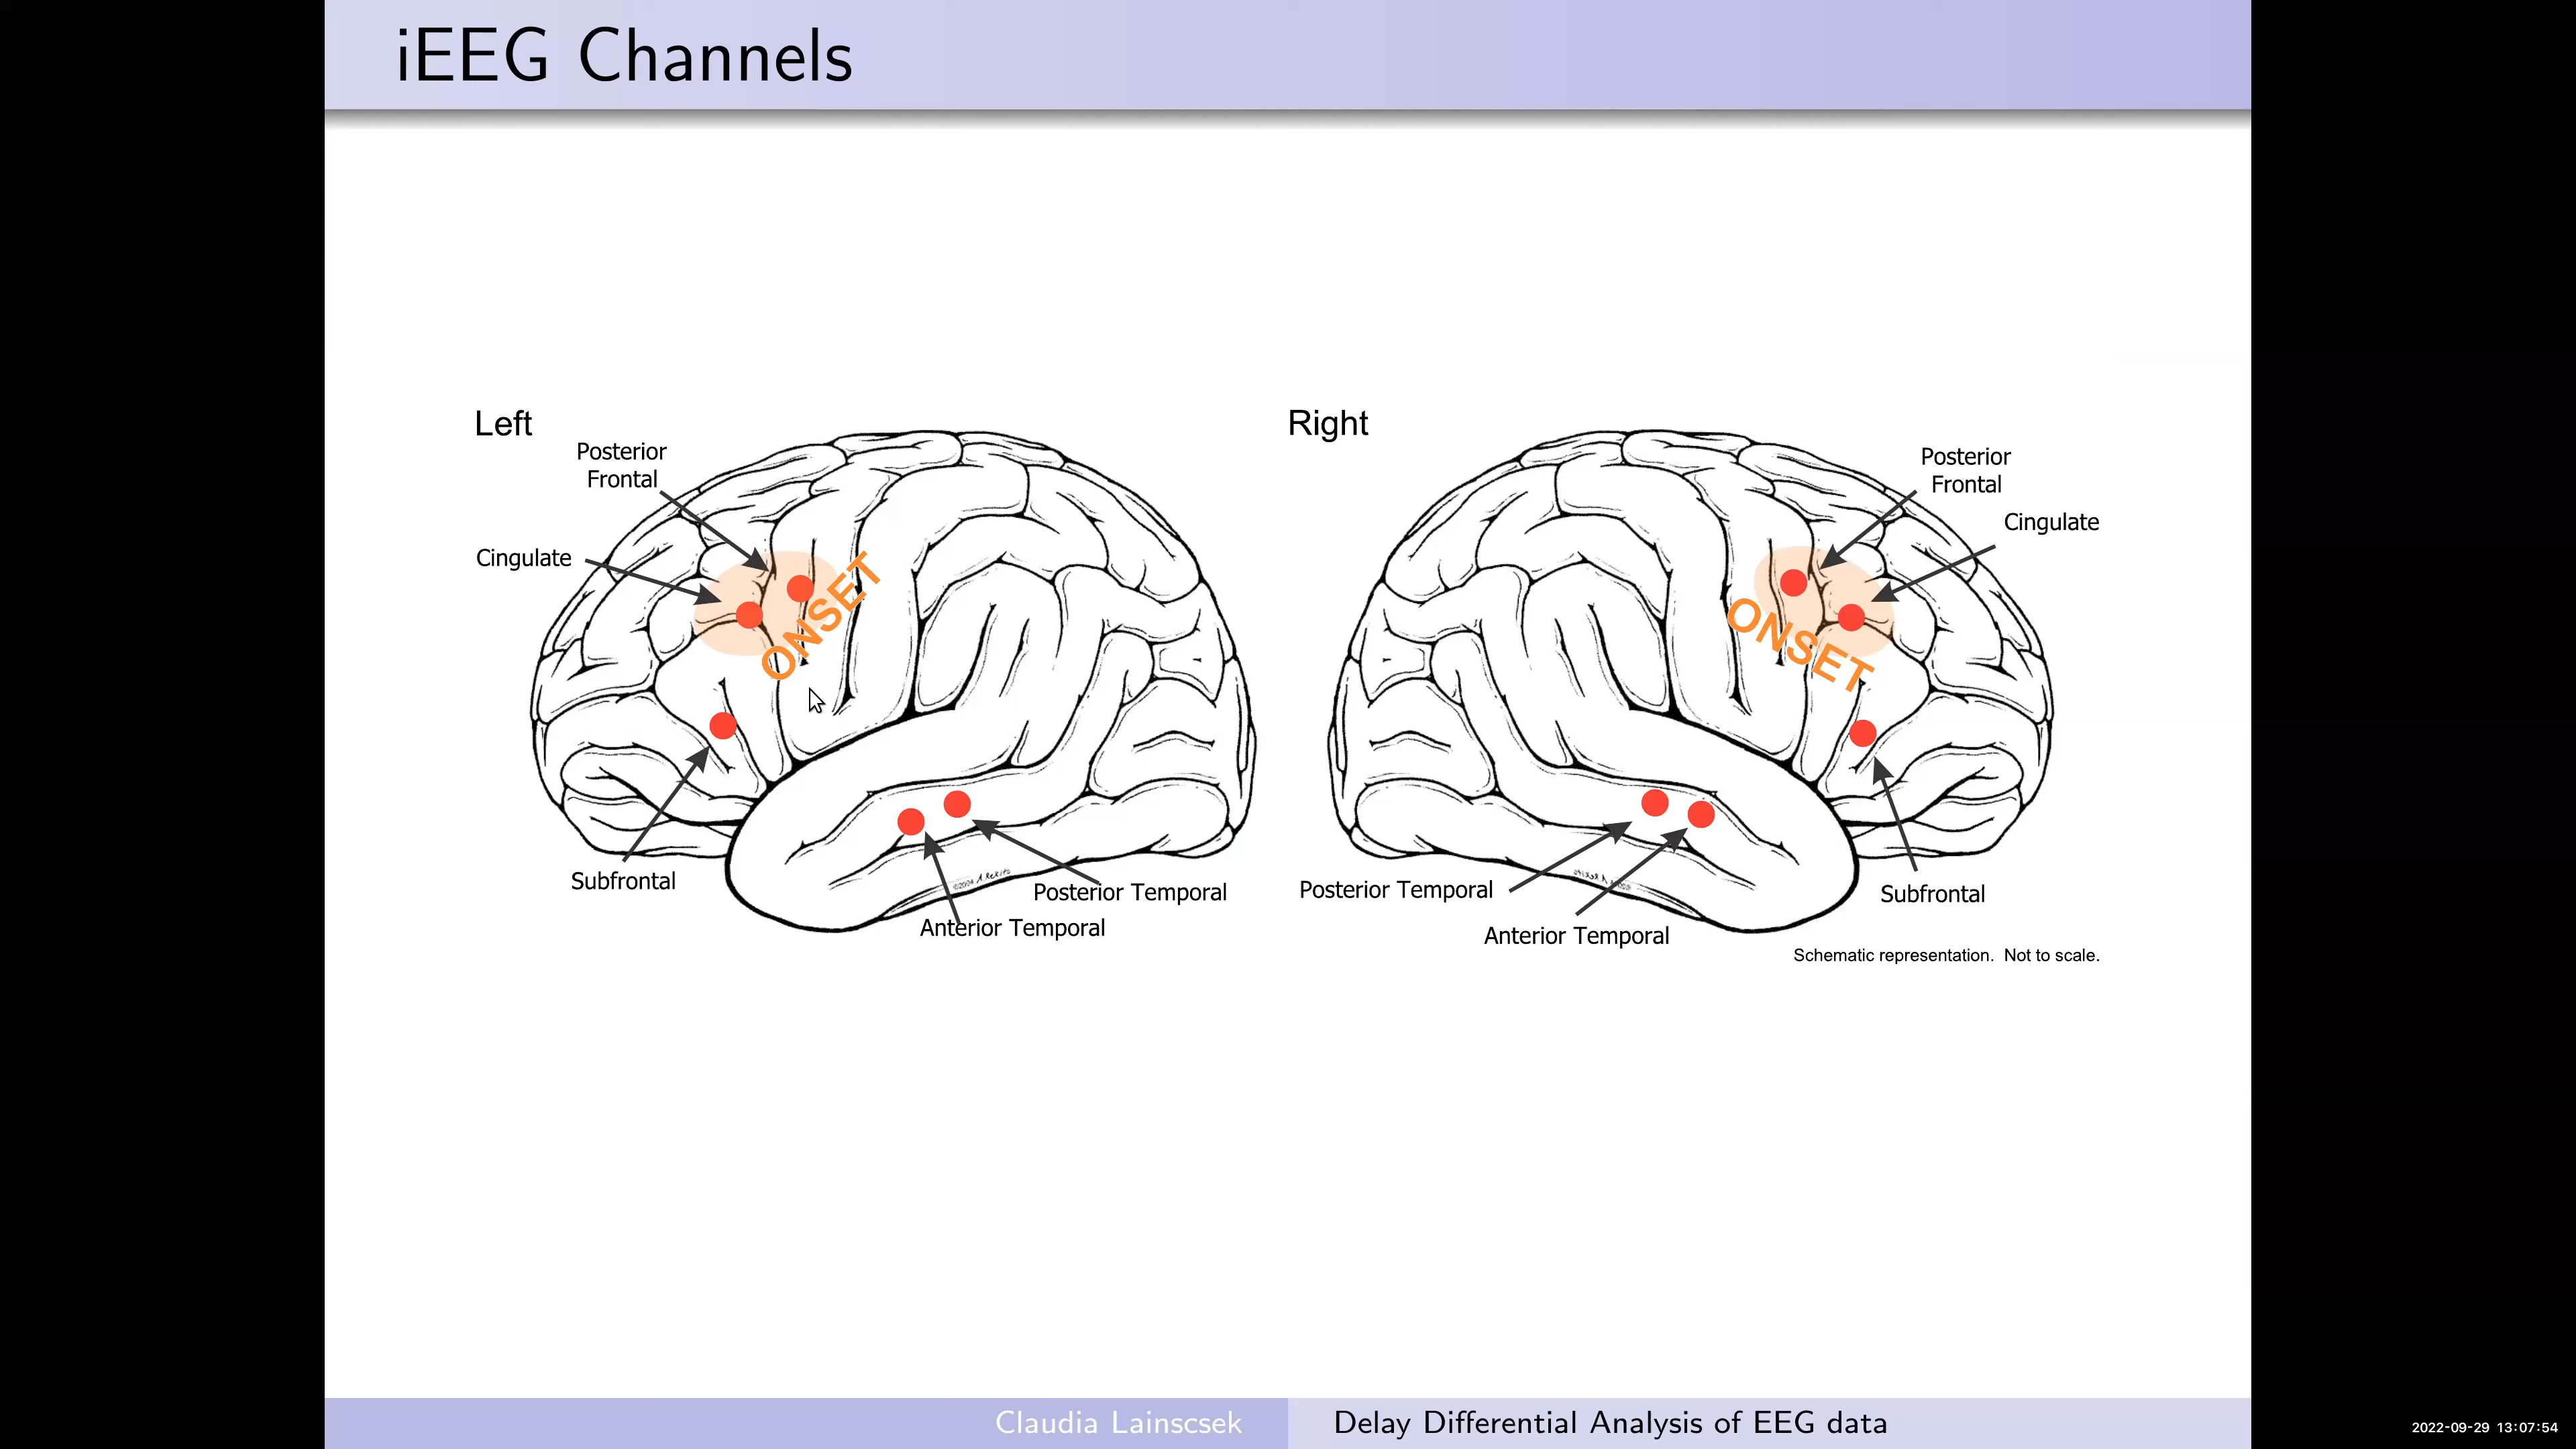 iEEG Channels
Left
Posterior
Frontal
Cingulate
ONSET
Subfrontal
Posterior Temporal
Anterior Temporal
Right
Posterior
Frontal
Cingulate
ONSET
Posterior Temporal
Anterior Temporal
Subfrontal
Schematic representation. Not to scale.
©2004 A. Rekito
Claudia Lainscsek
Delay Differential Analysis of EEG data
2022-09-29 13:07:54